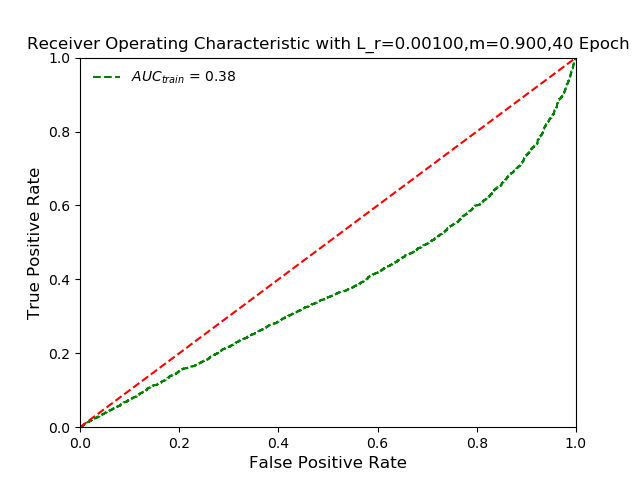 Receiver Operating Characteristic with L_r=0.00100,m=0.900,40 Epoch
AUCtrain = 0.38
1.0
0.8
0.6
0.4
0.2
0.0
True Positive Rate
0.0 0.2 0.4 0.6 0.8 1.0
False Positive Rate